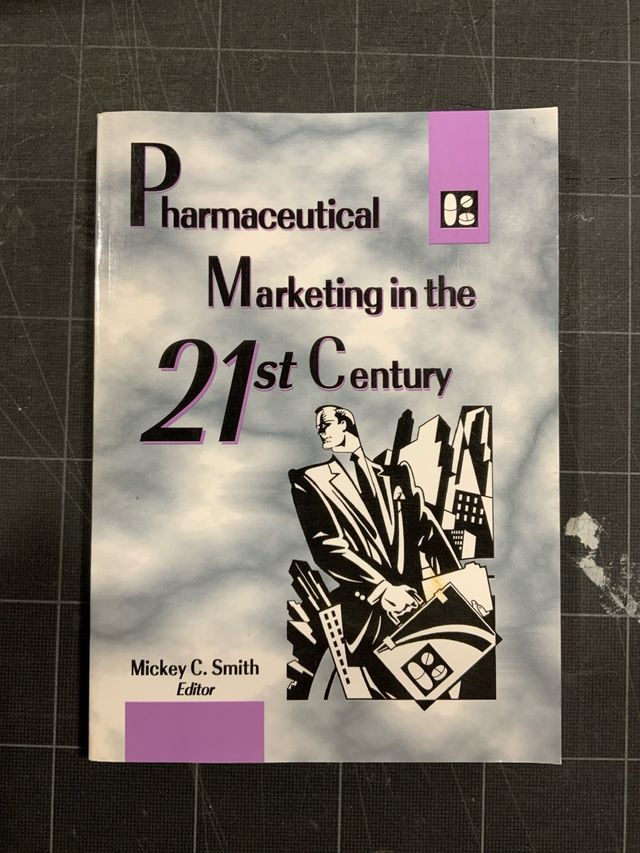 Pharmaceutical
Marketing in the
21st Century
Mickey C. Smith
Editor